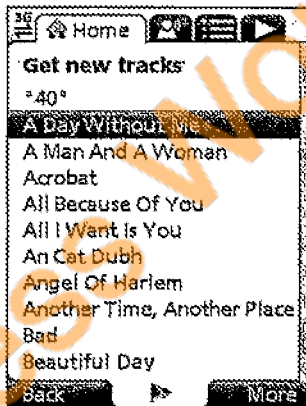 3G
Home
Get new tracks
"40"
A Day Without Me
A Man And A Woman
Acrobat
All Because Of You
All I Want Is You
An Cat Dubh
Angel Of Harlem
Another Time, Another Place
Bad
Beautiful Day
Back More